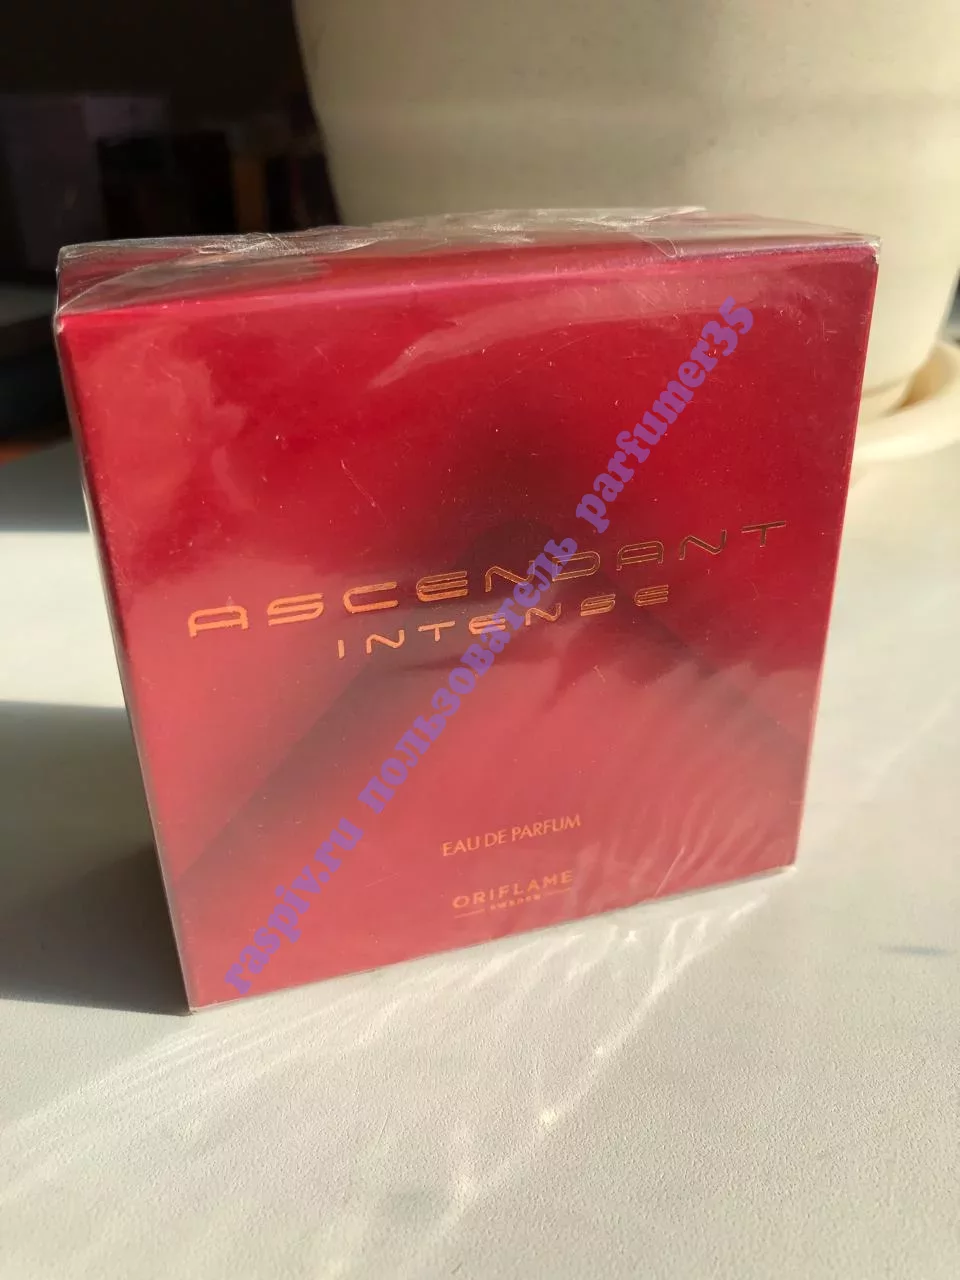 ASCENDANT
INTENSE
EAU DE PARFUM
ORIFLAME
SWEDEN
raspiv.ru пользователь parfumer35